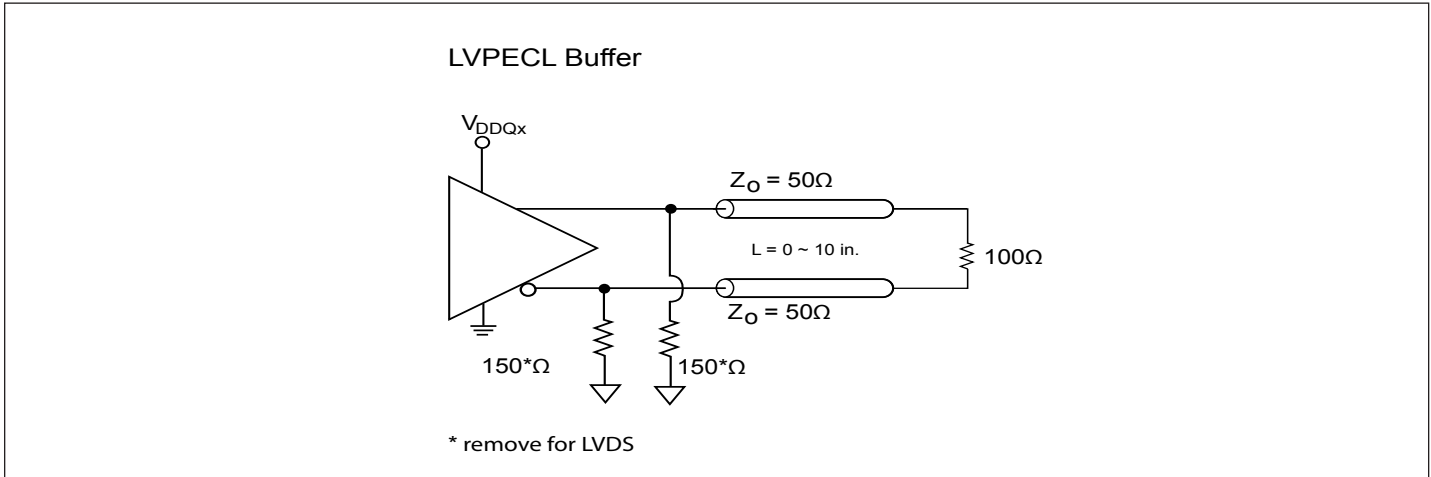 LVPECL Buffer
VDDQx
Zo = 50Ω
L = 0 ~ 10 in.
100Ω
Zo = 50Ω
150*Ω
150*Ω
* remove for LVDS